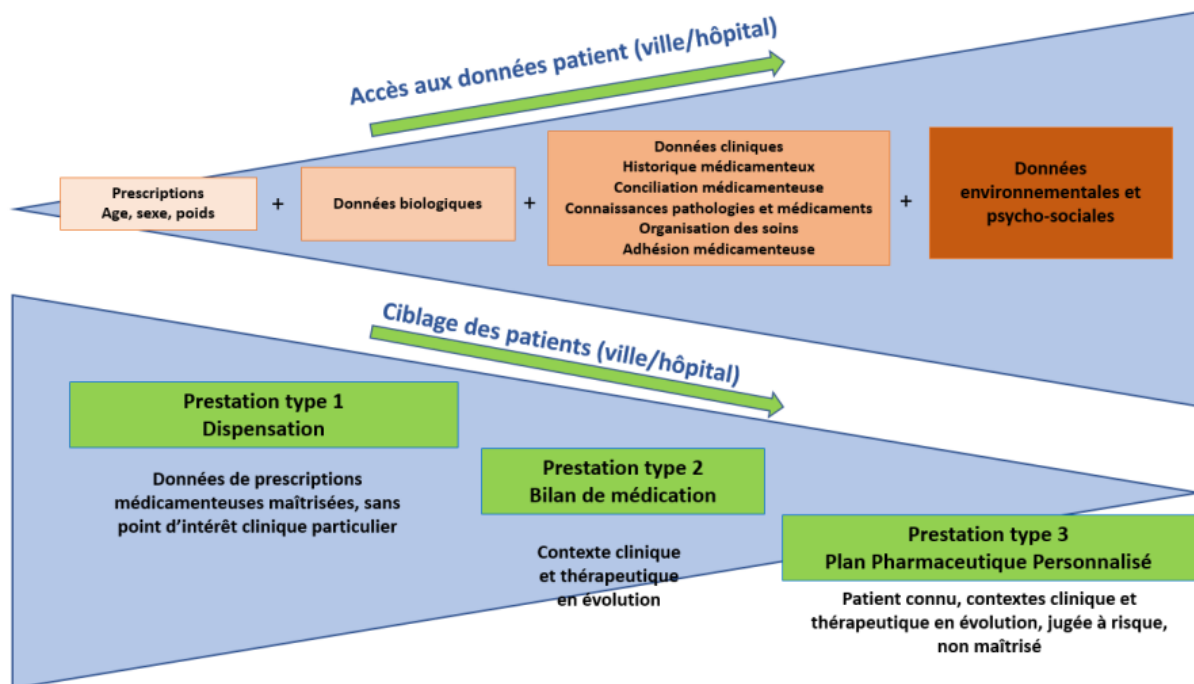 Accès aux données patient (ville/hôpital)
Prescriptions
Age, sexe, poids
+
Données biologiques
+
Données cliniques
Historique médicamenteux
Conciliation médicamenteuse
Connaissances pathologies et médicaments
Organisation des soins
Adhésion médicamenteuse
+
Données
environnementales et
psycho-sociales
Ciblage des patients (ville/hôpital)
Prestation type 1
Dispensation
Données de prescriptions
médicamenteuses maîtrisées, sans
point d’intérêt clinique particulier
Prestation type 2
Bilan de médication
Contexte clinique
et thérapeutique
en évolution
Prestation type 3
Plan Pharmaceutique Personnalisé
Patient connu, contextes clinique et
thérapeutique en évolution, jugée à risque,
non maîtrisé